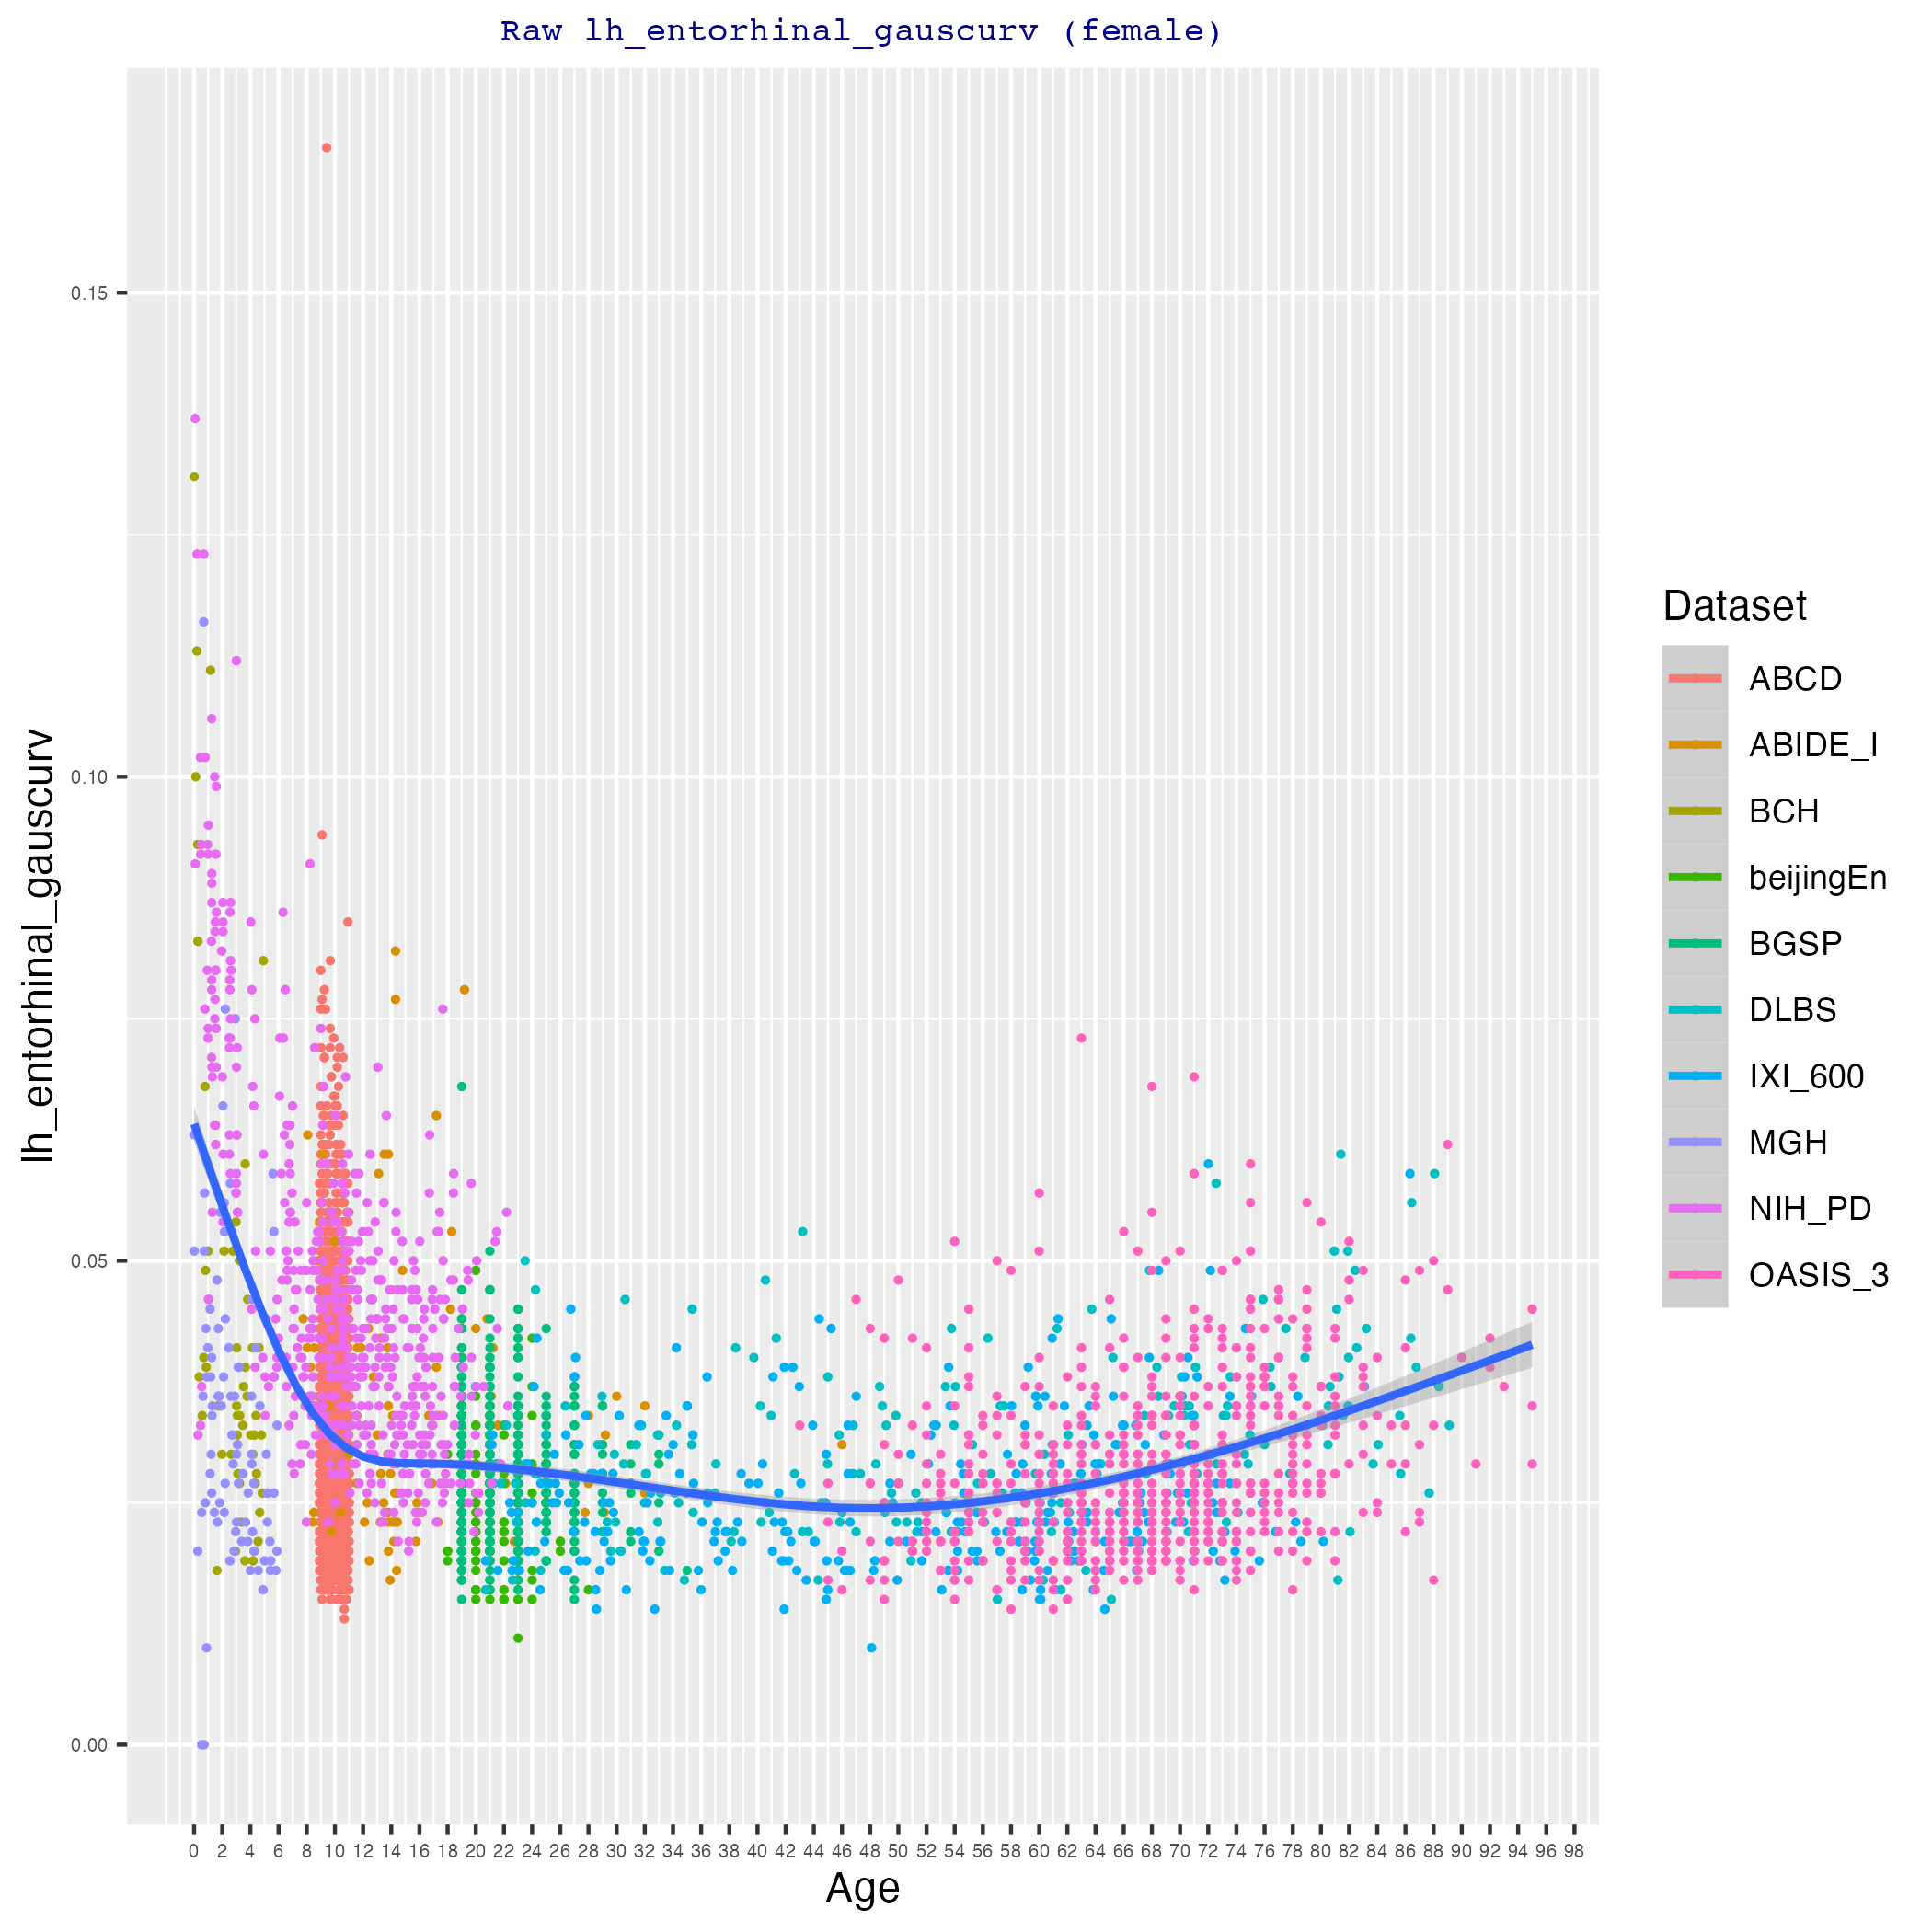 Raw lh_entorhinal_gauscurv (female)
lh_entorhinal_gauscurv
0.15
0.10
0.05
0.00
0 2 4 6 8 10 12 14 16 18 20 22 24 26 28 30 32 34 36 38 40 42 44 46 48 50 52 54 56 58 60 62 64 66 68 70 72 74 76 78 80 82 84 86 88 90 92 94 96 98
Age
Dataset
ABCD
ABIDE_I
BCH
beijingEn
BGSP
DLBS
IXI_600
MGH
NIH_PD
OASIS_3